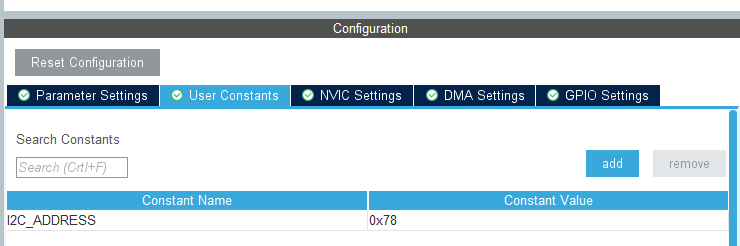 Configuration
Reset Configuration
Parameter Settings User Constants NVIC Settings DMA Settings GPIO Settings
Search Constants
Search (Crtl+F) add remove
Constant Name Constant Value
I2C_ADDRESS 0x78